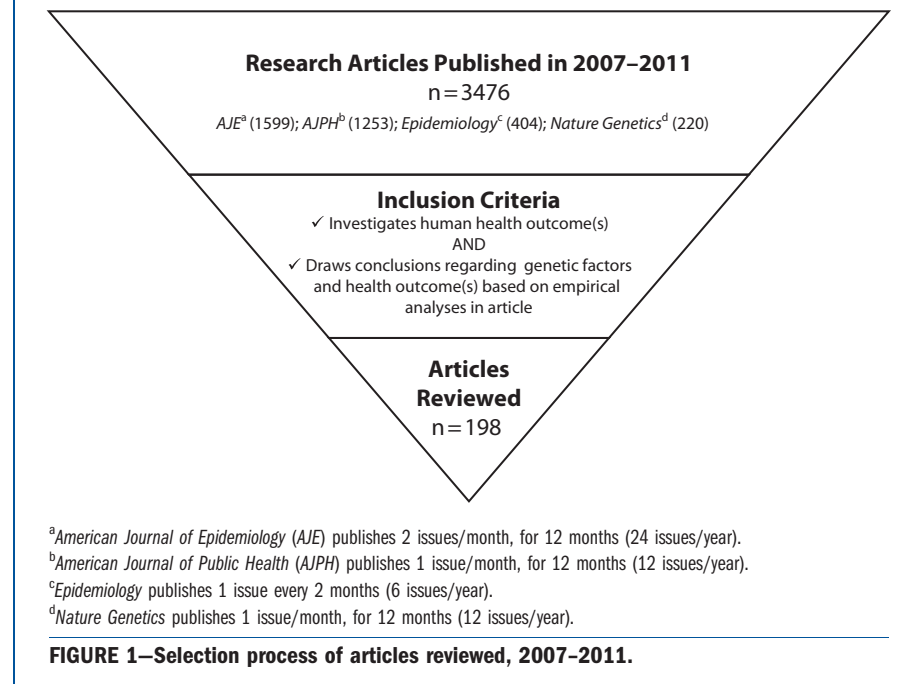 Research Articles Published in 2007–2011
n=3476
AJEᵃ (1599); AJPHᵇ (1253); Epidemiologyᶜ (404); Nature Geneticsᵈ (220)
Inclusion Criteria
✓ Investigates human health outcome(s)
AND
✓ Draws conclusions regarding genetic factors
and health outcome(s) based on empirical
analyses in article
Articles
Reviewed
n=198
ᵃAmerican Journal of Epidemiology (AJE) publishes 2 issues/month, for 12 months (24 issues/year).
ᵇAmerican Journal of Public Health (AJPH) publishes 1 issue/month, for 12 months (12 issues/year).
ᶜEpidemiology publishes 1 issue every 2 months (6 issues/year).
ᵈNature Genetics publishes 1 issue/month, for 12 months (12 issues/year).
FIGURE 1—Selection process of articles reviewed, 2007–2011.